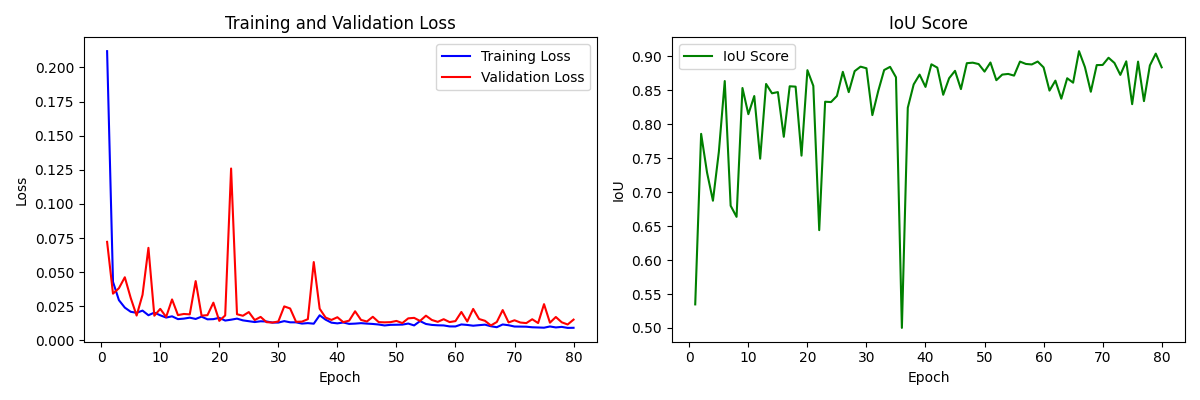 Training and Validation Loss
Training Loss
Validation Loss
Loss
0.200
0.175
0.150
0.125
0.100
0.075
0.050
0.025
0.000
0 10 20 30 40 50 60 70 80
Epoch
IoU Score
IoU Score
IoU
0.90
0.85
0.80
0.75
0.70
0.65
0.60
0.55
0.50
0 10 20 30 40 50 60 70 80
Epoch